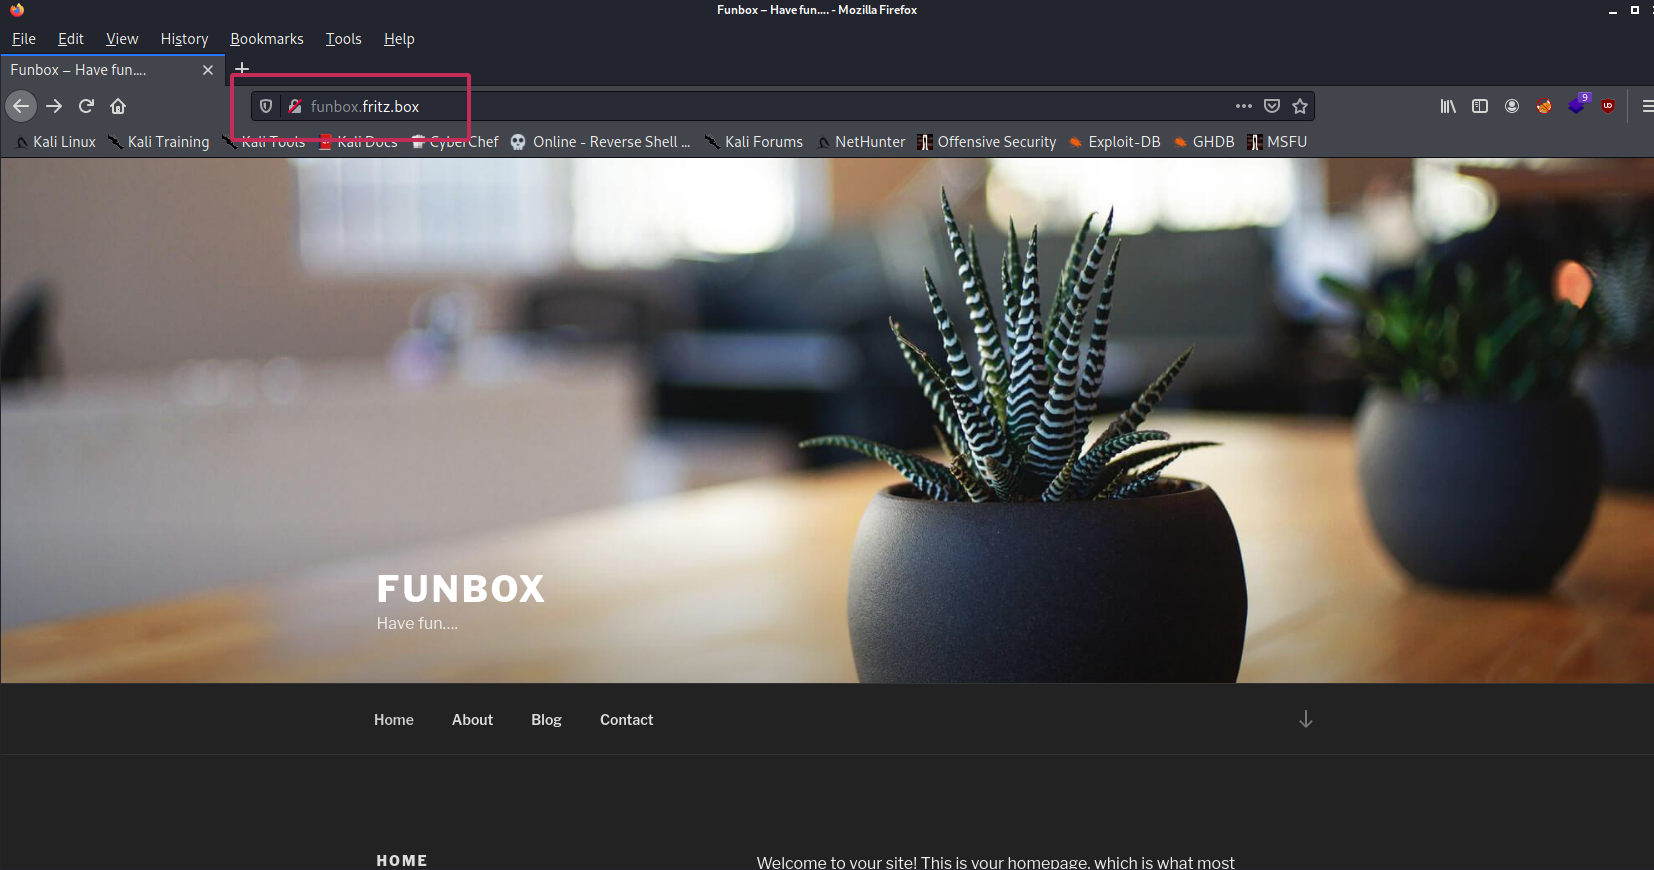 Funbox – Have fun.... - Mozilla Firefox
File Edit View History Bookmarks Tools Help
Funbox – Have fun....
funbox.fritz.box
9
UD
Kali Linux Kali Training Kali Tools Kali Docs CyberChef Online - Reverse Shell ... Kali Forums NetHunter Offensive Security Exploit-DB GHDB MSFU
FUNBOX
Have fun....
Home About Blog Contact
HOME
Welcome to your site! This is your homepage, which is what most